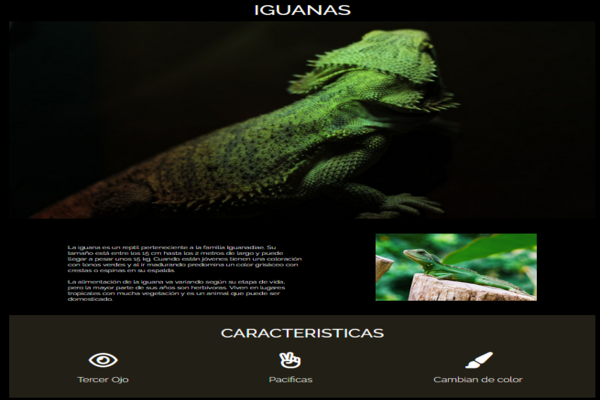 IGUANAS
La iguana es un reptil perteneciente a la familia Iguanadiae. Su
tamaño está entre los 15 cm hasta los 2 metros de largo y puede
llegar a pesar unos 15 kg. Cuando están jóvenes tienen una coloración
con tonos verdes y al ir madurando predomina un color grisáceo con
crestas o espinas en su espalda.
La alimentación de la iguana va variando según su etapa de vida,
pero la mayor parte de sus años son herbívoras. Viven en lugares
tropicales con mucha vegetación y es un animal que puede ser
domesticado.
CARACTERISTICAS
Tercer Ojo
Pacificas
Cambian de color